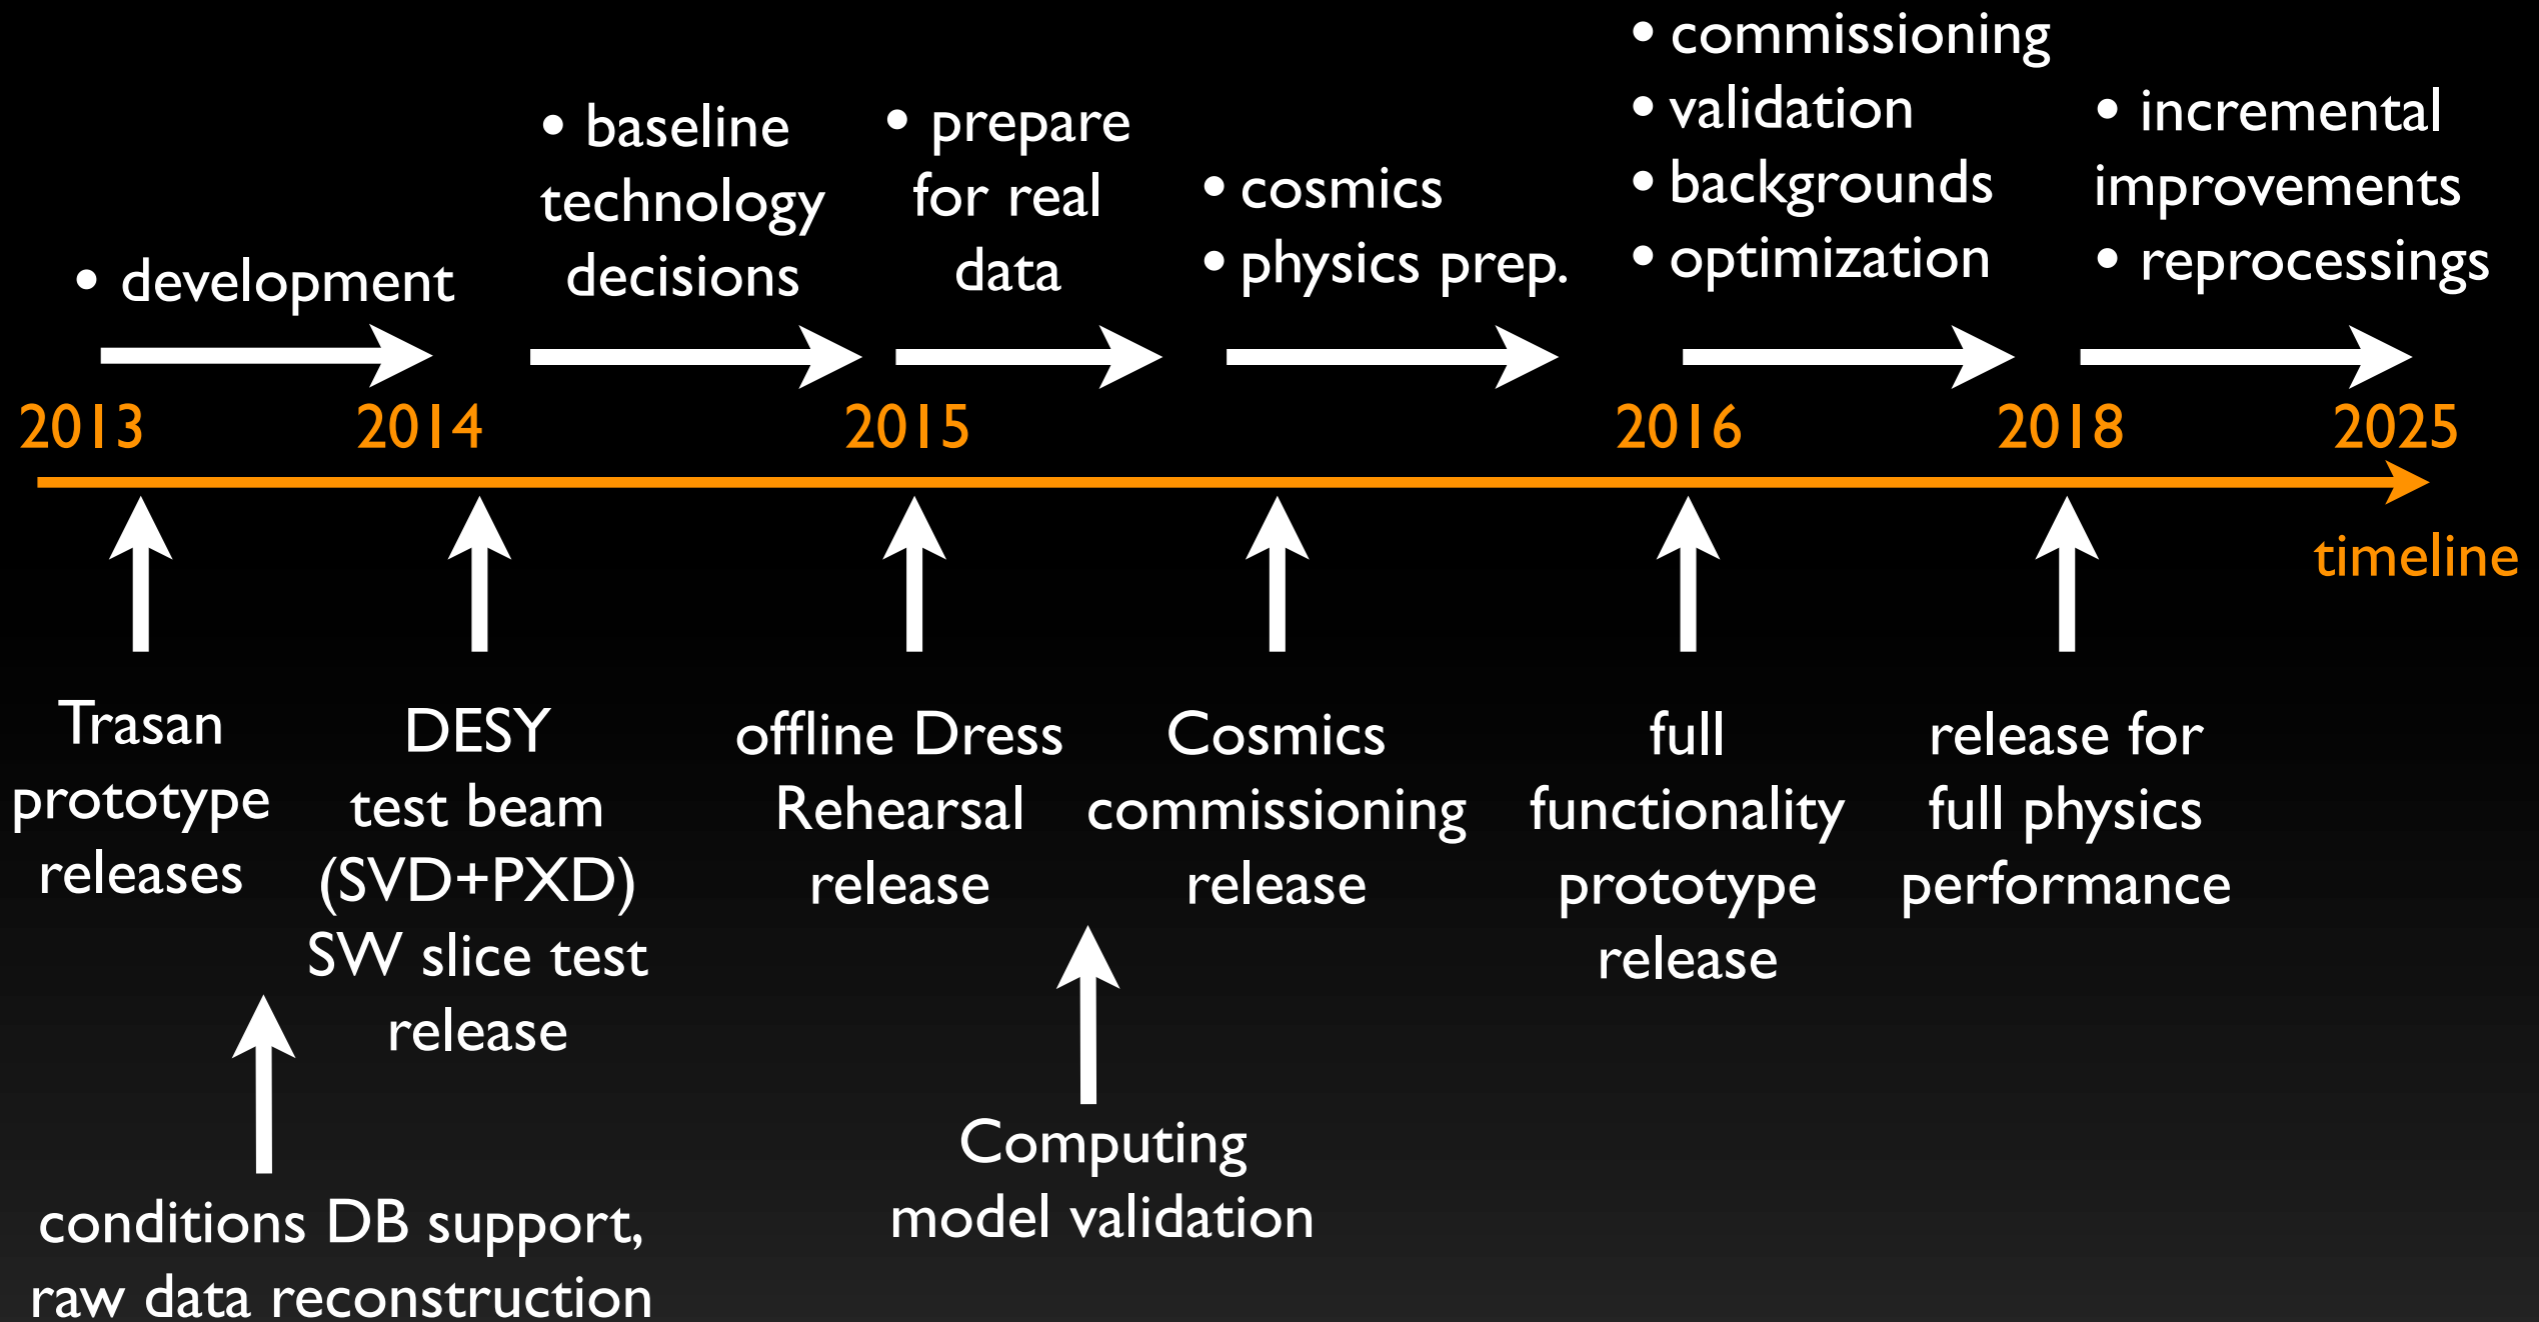 • development
• baseline
technology
decisions
• prepare
for real
data
• cosmics
• physics prep.
• commissioning
• validation
• backgrounds
• optimization
• incremental
improvements
• reprocessings
2013 2014 2015 2016 2018 2025
timeline
Trasan
prototype
releases
DESY
test beam
(SVD+PXD)
SW slice test
release
offline Dress
Rehearsal
release
Cosmics
commissioning
release
full
functionality
prototype
release
release for
full physics
performance
conditions DB support,
raw data reconstruction
Computing
model validation